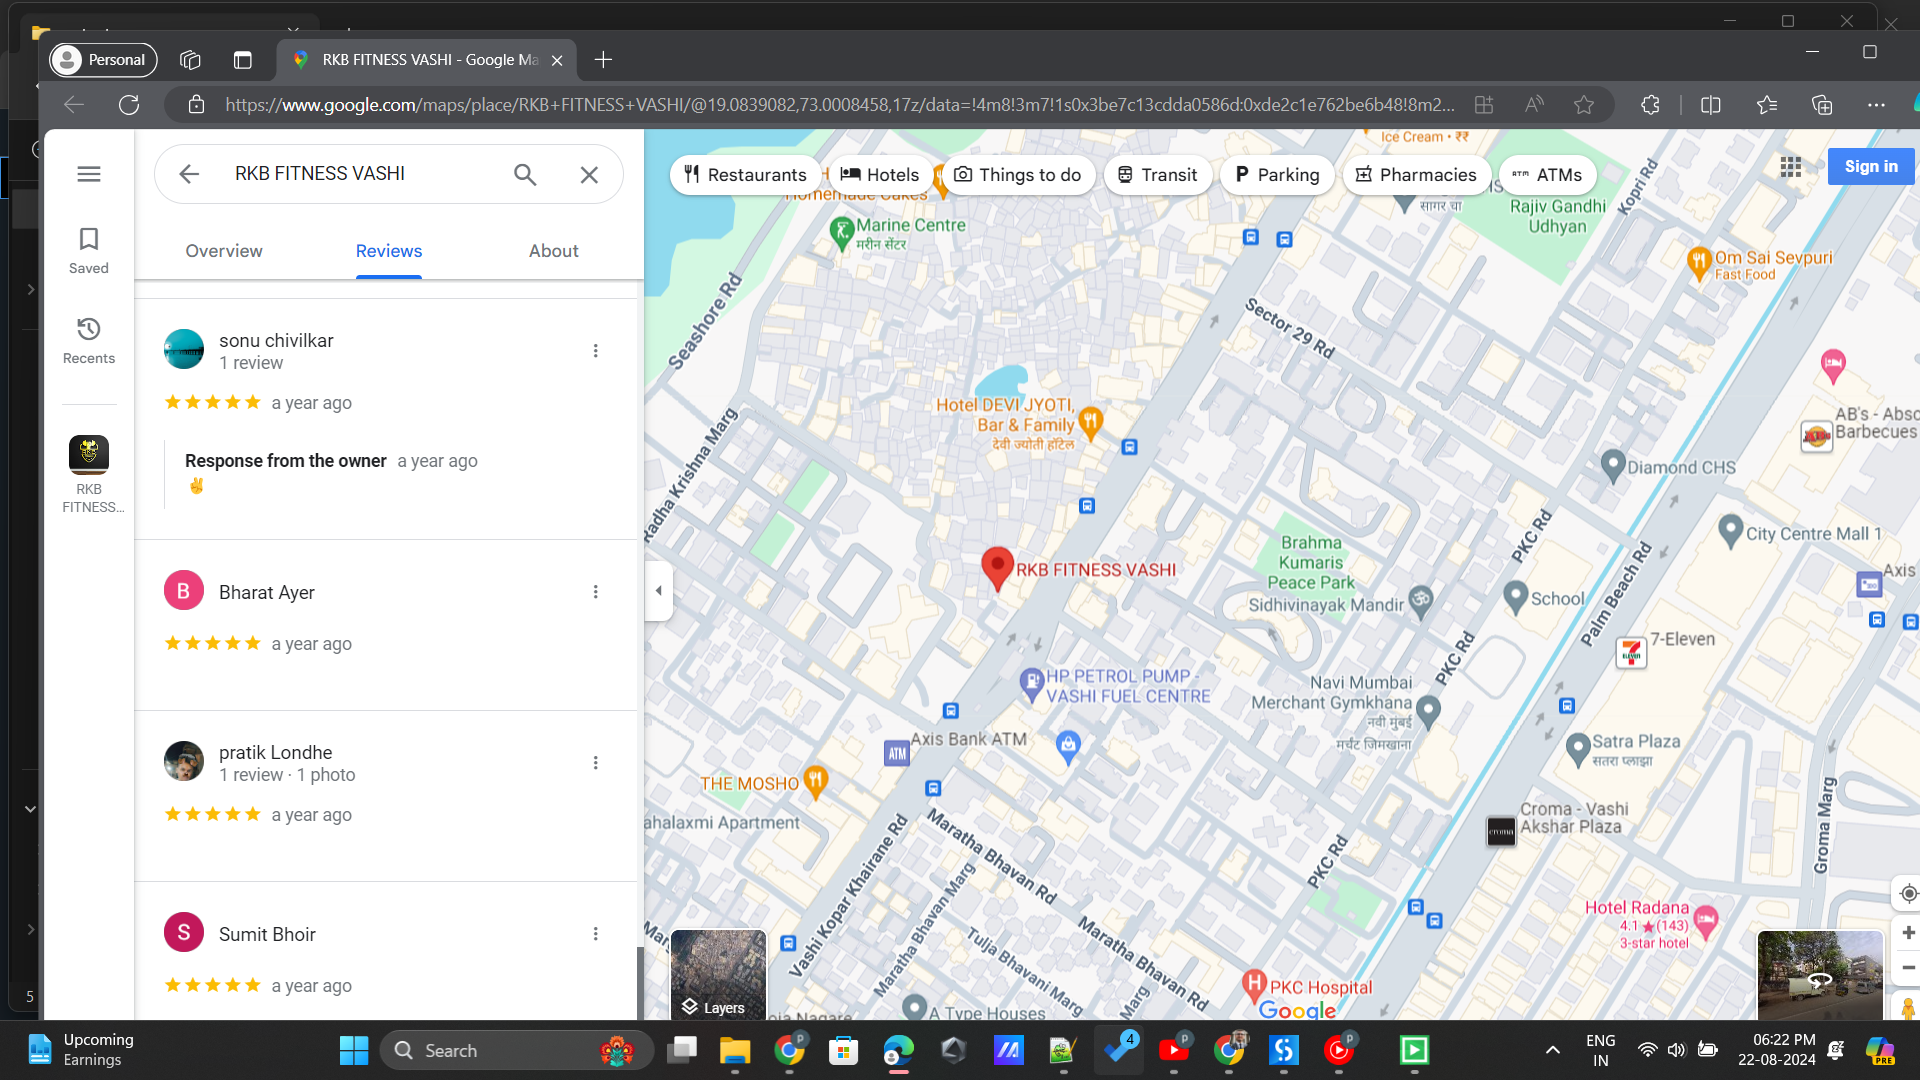 Personal
RKB FITNESS VASHI - Google Ma
https://www.google.com/maps/place/RKB+FITNESS+VASHI/@19.0839082,73.0008458,17z/data=!4m8!3m7!1s0x3be7c13cdda0586d:0xde2c1e762be6b48!8m2...
RKB FITNESS VASHI
Overview
Reviews
About
Saved
Recents
RKB
FITNESS...
sonu chivilkar
1 review
a year ago
Response from the owner a year ago
✌
B
Bharat Ayer
a year ago
pratik Londhe
1 review · 1 photo
a year ago
S
Sumit Bhoir
a year ago
5
Restaurants
Hotels
Things to do
Transit
Parking
Pharmacies
ATMs
Sign in
Ice Cream • ₹₹
Homemade Cakes
Marine Centre
मरीन सेंटर
सागर चा
Rajiv Gandhi
Udhyan
Kopri Rd
Om Sai Sevpuri
Fast Food
Seashore Rd
Sector 29 Rd
Hotel DEVI JYOTI,
Bar & Family
देवी ज्योती हॉटेल
AB's - Abso
Barbecues
Diamond CHS
Radha Krishna Marg
City Centre Mall 1
PKC Rd
Brahma
Kumaris
Peace Park
Axis
RKB FITNESS VASHI
Sidhivinayak Mandir
School
Palm Beach Rd
7-Eleven
PKC Rd
HP PETROL PUMP -
VASHI FUEL CENTRE
Navi Mumbai
Merchant Gymkhana
नवी मुंबई
मर्चंट जिमखाना
Axis Bank ATM
ATM
Satra Plaza
सतरा प्लाझा
THE MOSHO
ahalaxmi Apartment
Croma - Vashi
Akshar Plaza
croma
Groma Marg
Maratha Bhavan Rd
PKC Rd
Vashi Kopar Khairane Rd
Maratha Bhavan Marg
Hotel Radana
4.1★(143)
3-star hotel
Mar
Tulja Bhavani Marg
Maratha Bhavan Rd
Marg
PKC Hospital
Google
A Type Houses
Layers
Upcoming
Earnings
Search
4
ENG
IN
06:22 PM
22-08-2024
PRE